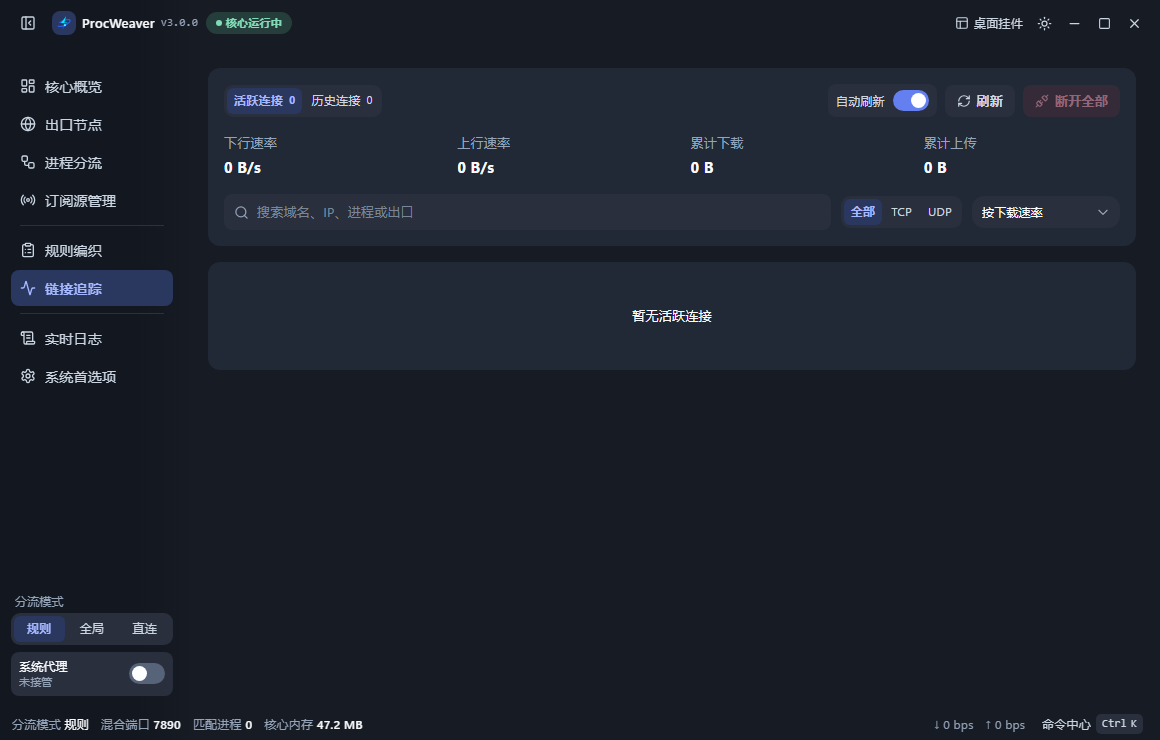 ProcWeaver v3.0.0 核心运行中
桌面挂件
核心概览
出口节点
进程分流
订阅源管理
规则编织
链接追踪
实时日志
系统首选项
活跃连接 0 历史连接 0
自动刷新 刷新 断开全部
下行速率 上行速率 累计下载 累计上传
0 B/s 0 B/s 0 B 0 B
搜索域名、IP、进程或出口
全部 TCP UDP 按下载速率
暂无活跃连接
分流模式
规则 全局 直连
系统代理
未接管
分流模式 规则 混合端口 7890 匹配进程 0 核心内存 47.2 MB
↓ 0 bps ↑ 0 bps 命令中心 Ctrl K